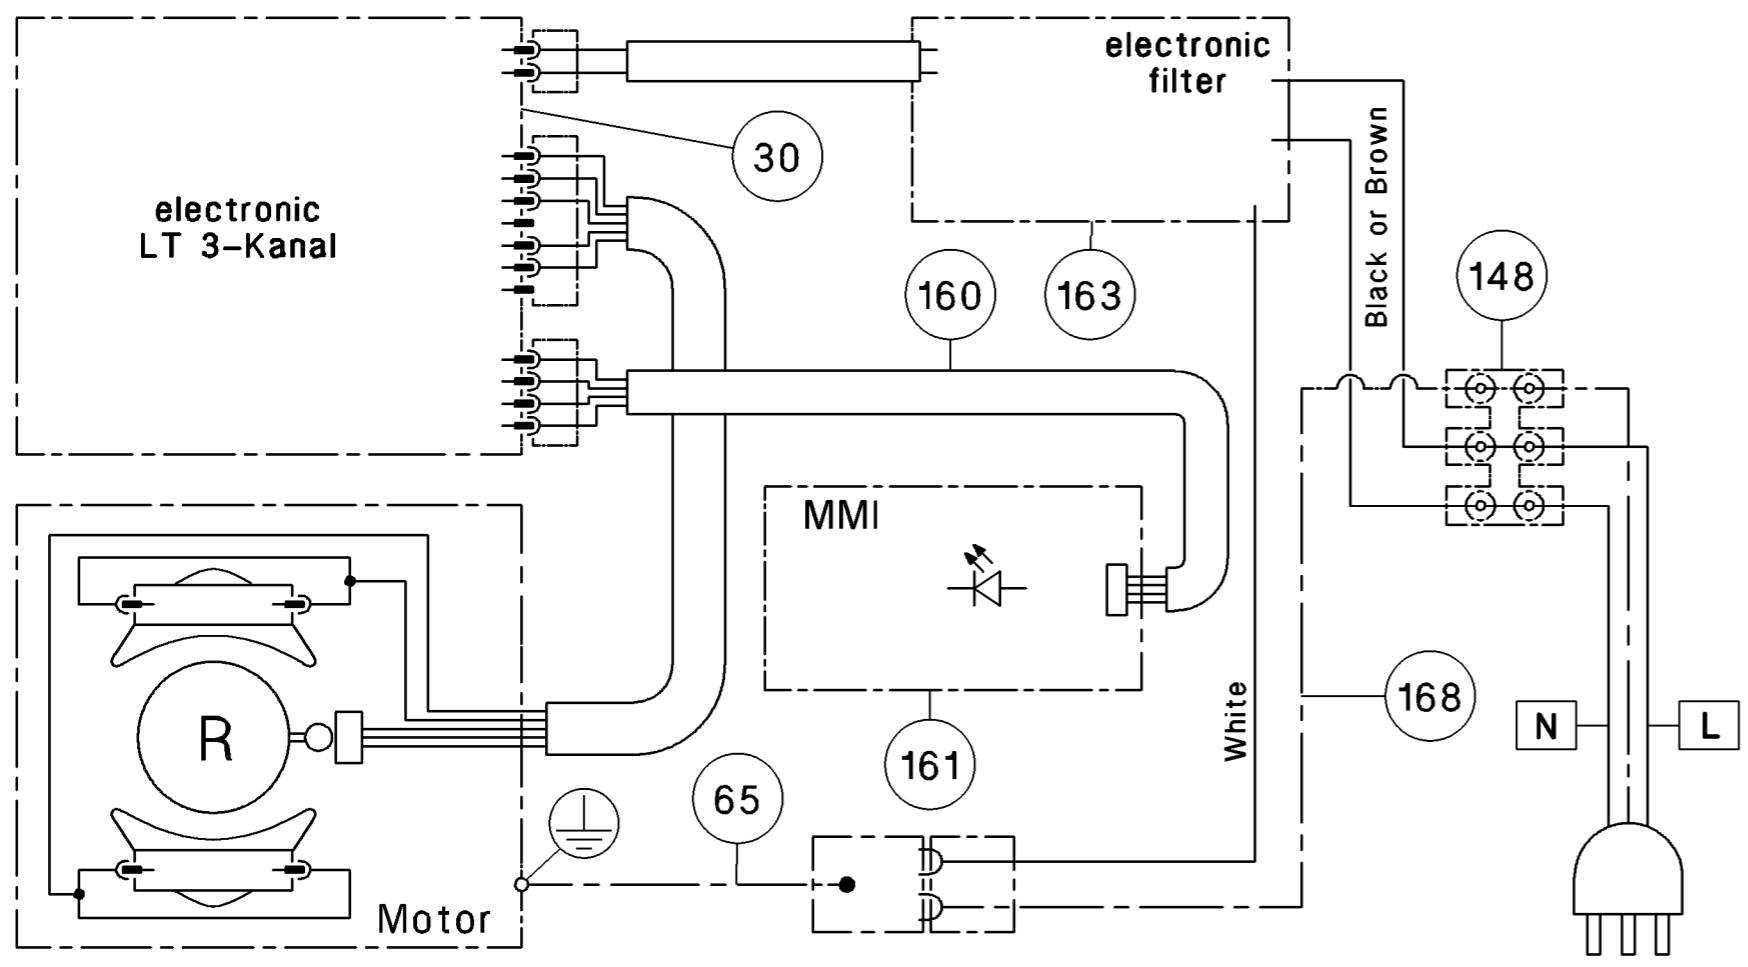 electronic
filter
30
Black or Brown
electronic
LT 3-Kanal
148
160
163
MMI
168
White
N
L
R
161
65
Motor